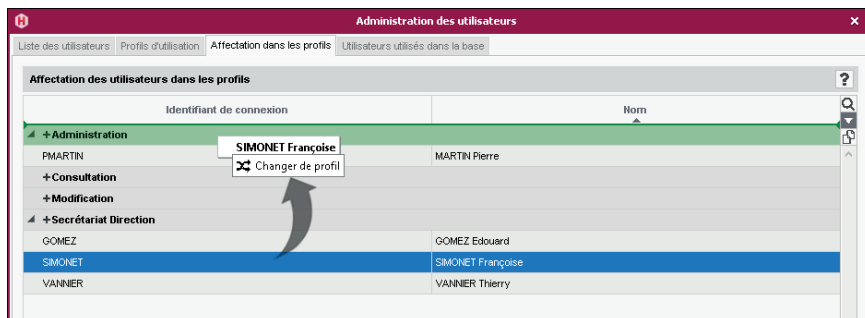 Administration des utilisateurs
Liste des utilisateurs Profils d'utilisation Affectation dans les profils Utilisateurs utilisés dans la base
Affectation des utilisateurs dans les profils ?
Identifiant de connexion Nom
+Administration
SIMONET Françoise
PMARTIN MARTIN Pierre
Changer de profil
+Consultation
+Modification
+Secrétariat Direction
GOMEZ GOMEZ Edouard
SIMONET SIMONET Françoise
VANNIER VANNIER Thierry